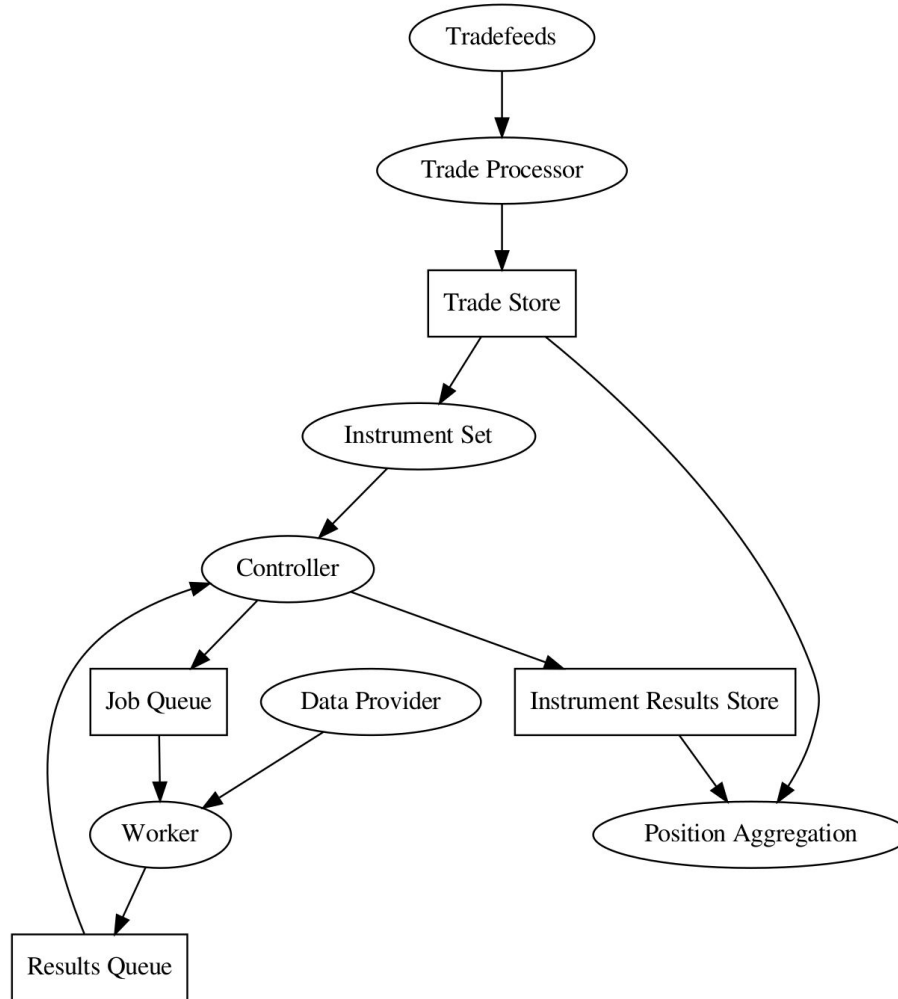 Tradefeeds
Trade Processor
Trade Store
Instrument Set
Controller
Job Queue
Data Provider
Instrument Results Store
Worker
Position Aggregation
Results Queue